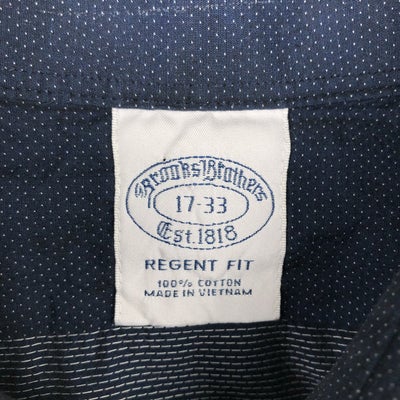 Brooks Brothers
17-33
Est. 1818
REGENT FIT
100% COTTON
MADE IN VIETNAM